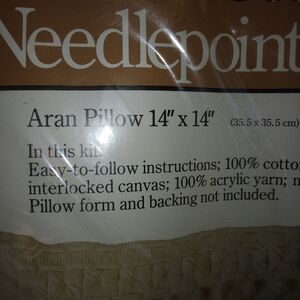 Needlepoint
Aran Pillow 14" x 14" (35.5 x 35.5 cm)
In this kit:
Easy-to-follow instructions; 100% cotto
interlocked canvas; 100% acrylic yarn; n
Pillow form and backing not included.